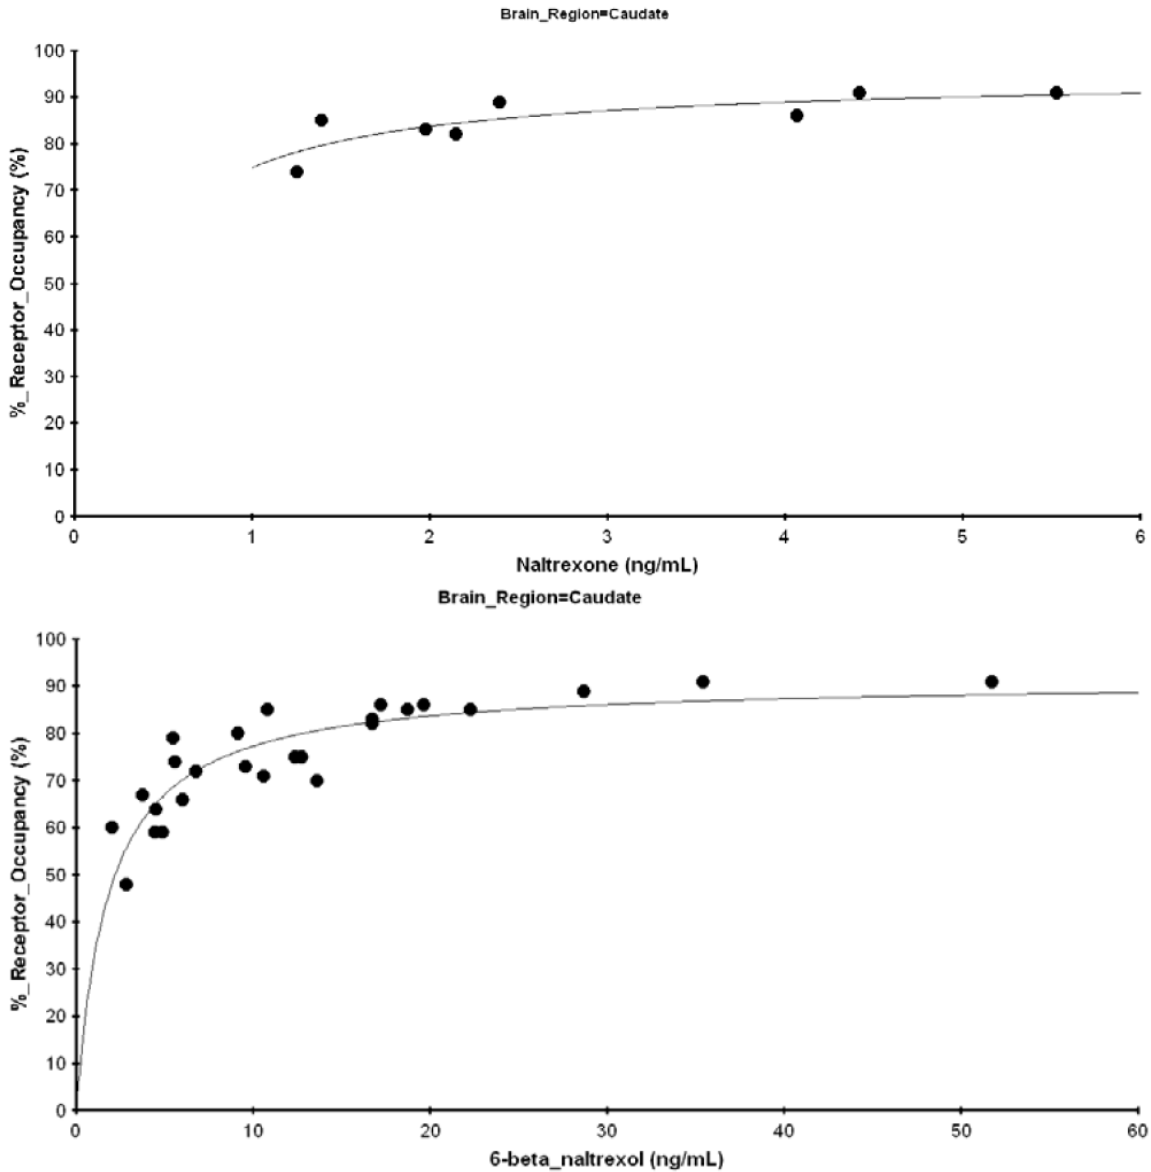 Brain_Region=Caudate
%_Receptor_Occupancy (%)
100
90
80
70
60
50
40
30
20
10
0
0 1 2 3 4 5 6
Naltrexone (ng/mL)
Brain_Region=Caudate
%_Receptor_Occupancy (%)
100
90
80
70
60
50
40
30
20
10
0
0 10 20 30 40 50 60
6-beta_naltrexol (ng/mL)